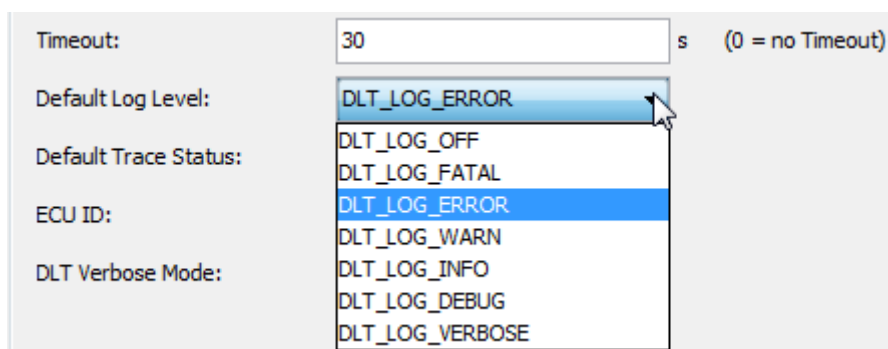 Timeout: 30 s (0 = no Timeout)
Default Log Level: DLT_LOG_ERROR
DLT_LOG_OFF
Default Trace Status:
DLT_LOG_FATAL
DLT_LOG_ERROR
ECU ID:
DLT_LOG_WARN
DLT Verbose Mode: DLT_LOG_INFO
DLT_LOG_DEBUG
DLT_LOG_VERBOSE